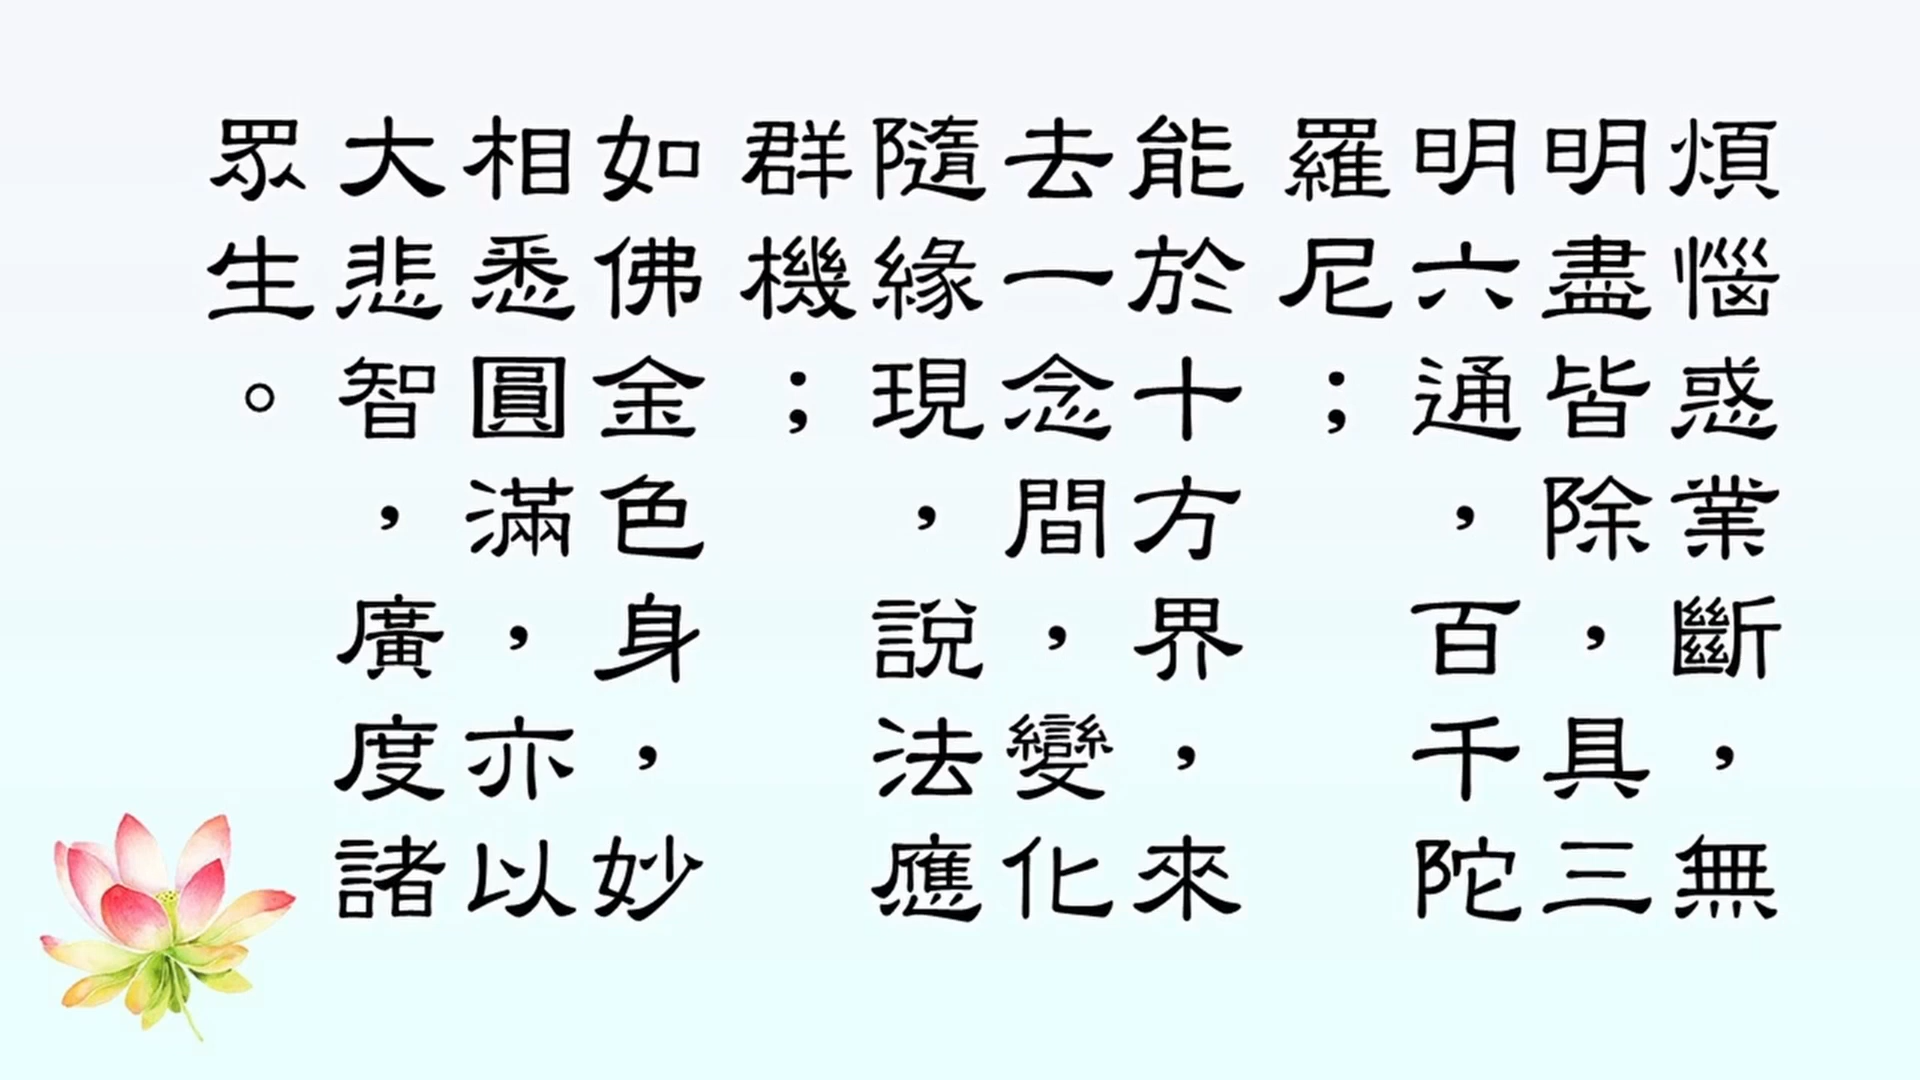 煩惱惑業斷，無
明盡皆除，具三
明六通，百千陀
羅尼；
能於十方界，來
去一念間，變化
隨緣現，說法應
群機；
如佛金色身，妙
相悉圓滿，亦以
大悲智，廣度諸
眾生。